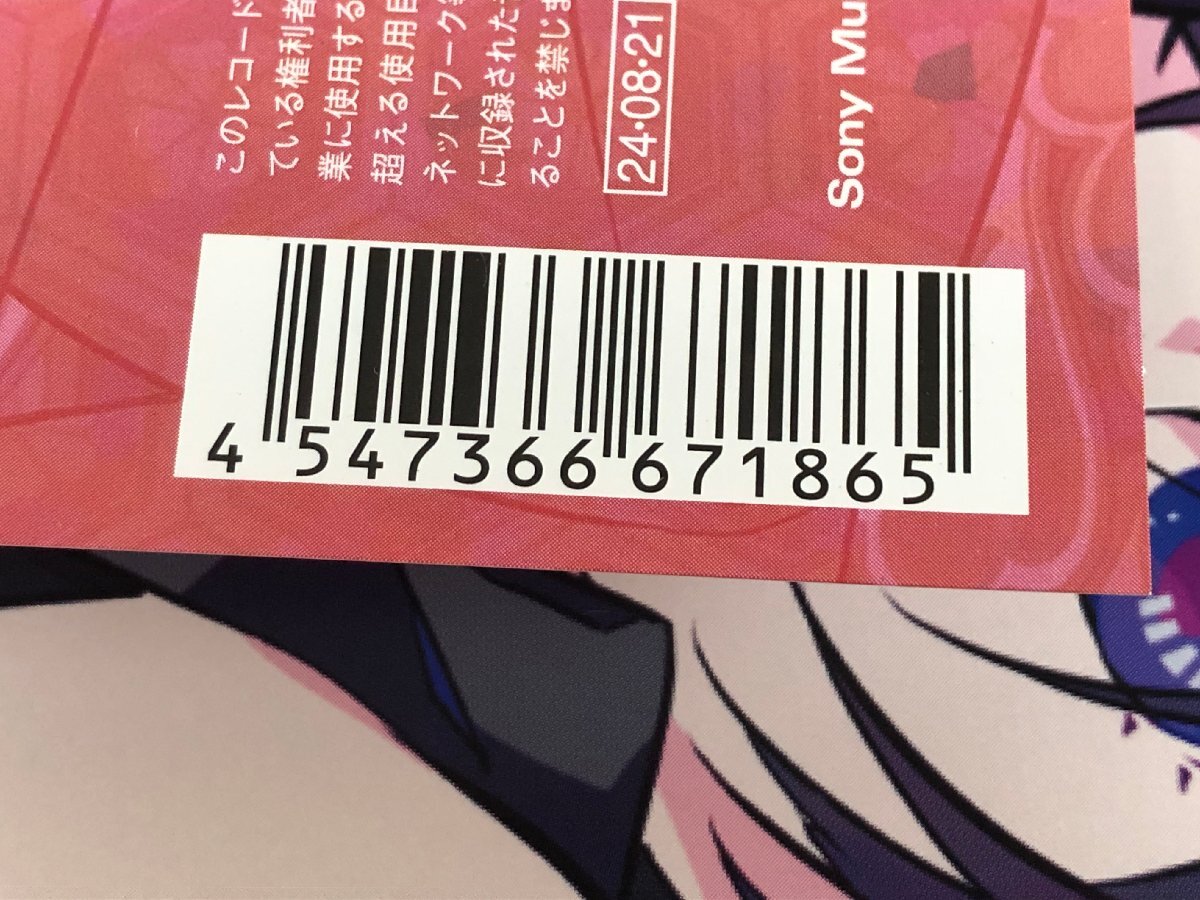 このレコード
ている権利者
業に使用する
超える使用目
ネットワーク
に収録された
ることを禁じま
24・08・21
Sony Mu
4 547366 671865